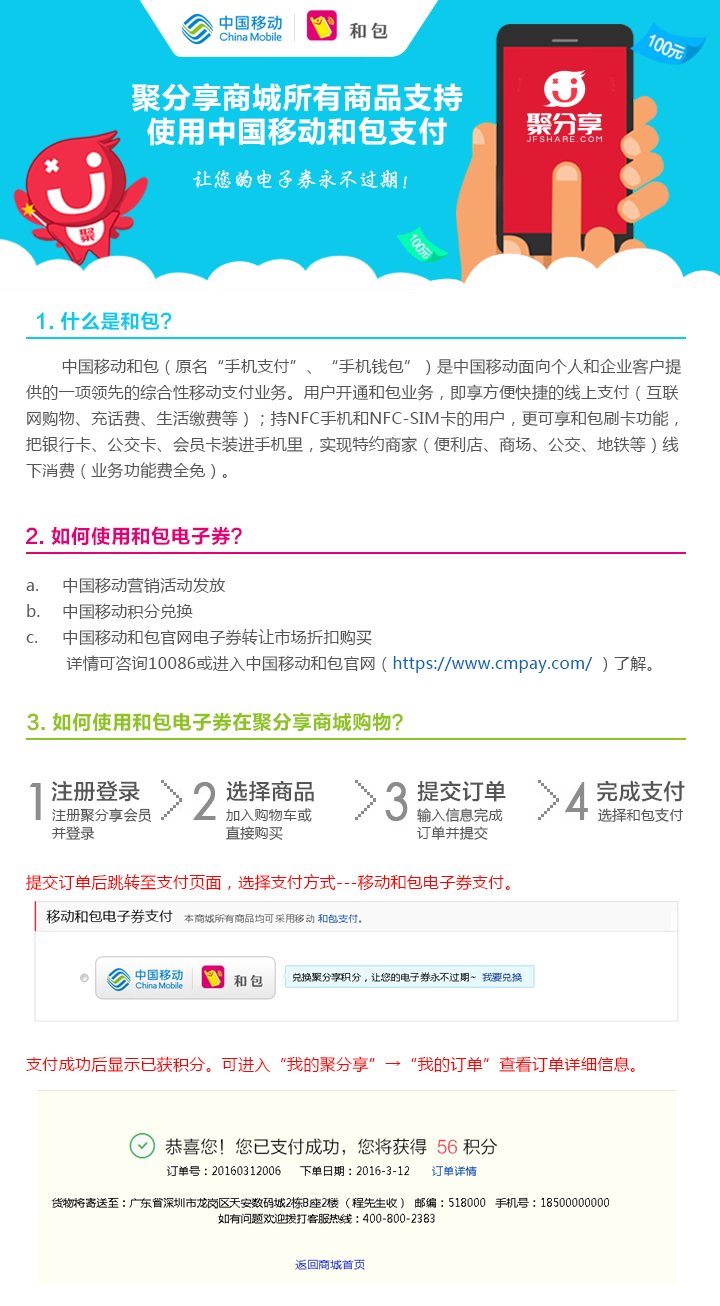 中国移动
China Mobile
和包
100元
聚分享商城所有商品支持
使用中国移动和包支付
让您的电子券永不过期！
聚分享
JFSHARE.COM
聚
100元
1. 什么是和包？
中国移动和包（原名“手机支付”、“手机钱包”）是中国移动面向个人和企业客户提
供的一项领先的综合性移动支付业务。用户开通和包业务，即享方便快捷的线上支付（互联
网购物、充话费、生活缴费等）；持NFC手机和NFC-SIM卡的用户，更可享和包刷卡功能，
把银行卡、公交卡、会员卡装进手机里，实现特约商家（便利店、商场、公交、地铁等）线
下消费（业务功能费全免）。
2. 如何使用和包电子券？
a. 中国移动营销活动发放
b. 中国移动积分兑换
c. 中国移动和包官网电子券转让市场折扣购买
详情可咨询10086或进入中国移动和包官网（https://www.cmpay.com/ ）了解。
3. 如何使用和包电子券在聚分享商城购物？
1 注册登录
注册聚分享会员
并登录
2 选择商品
加入购物车或
直接购买
3 提交订单
输入信息完成
订单并提交
4 完成支付
选择和包支付
提交订单后跳转至支付页面，选择支付方式---移动和包电子券支付。
移动和包电子券支付 本商城所有商品均可采用移动 和包支付。
中国移动
China Mobile
和包
兑换聚分享积分，让您的电子券永不过期~ 我要兑换
支付成功后显示已获积分。可进入“我的聚分享”→“我的订单”查看订单详细信息。
恭喜您！您已支付成功，您将获得 56 积分
订单号：20160312006 下单日期：2016-3-12 订单详情
货物将寄送至：广东省深圳市龙岗区天安数码城2栋B座2楼（程先生收） 邮编：518000 手机号：18500000000
如有问题欢迎拨打客服热线：400-800-2383
返回商城首页